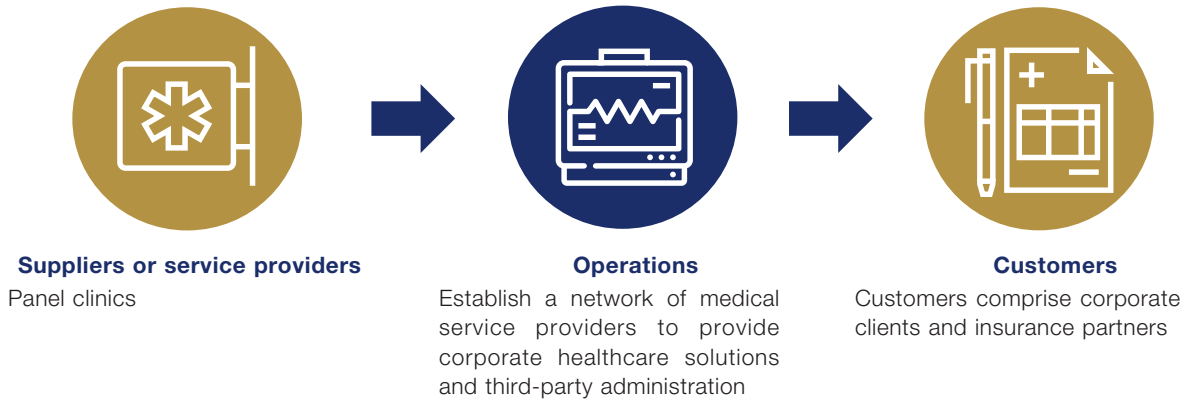 Suppliers or service providers
Panel clinics
Operations
Establish a network of medical
service providers to provide
corporate healthcare solutions
and third-party administration
Customers
Customers comprise corporate
clients and insurance partners